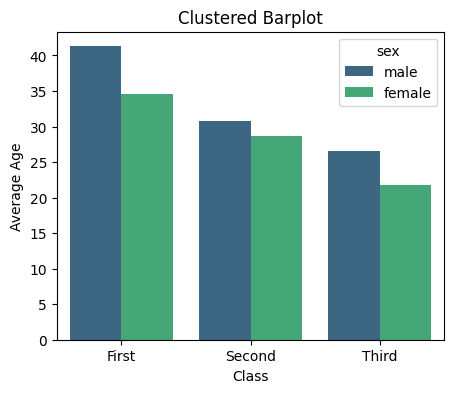 Clustered Barplot
sex
male
female
40
35
30
25
20
15
10
5
0
Average Age
First
Second
Third
Class